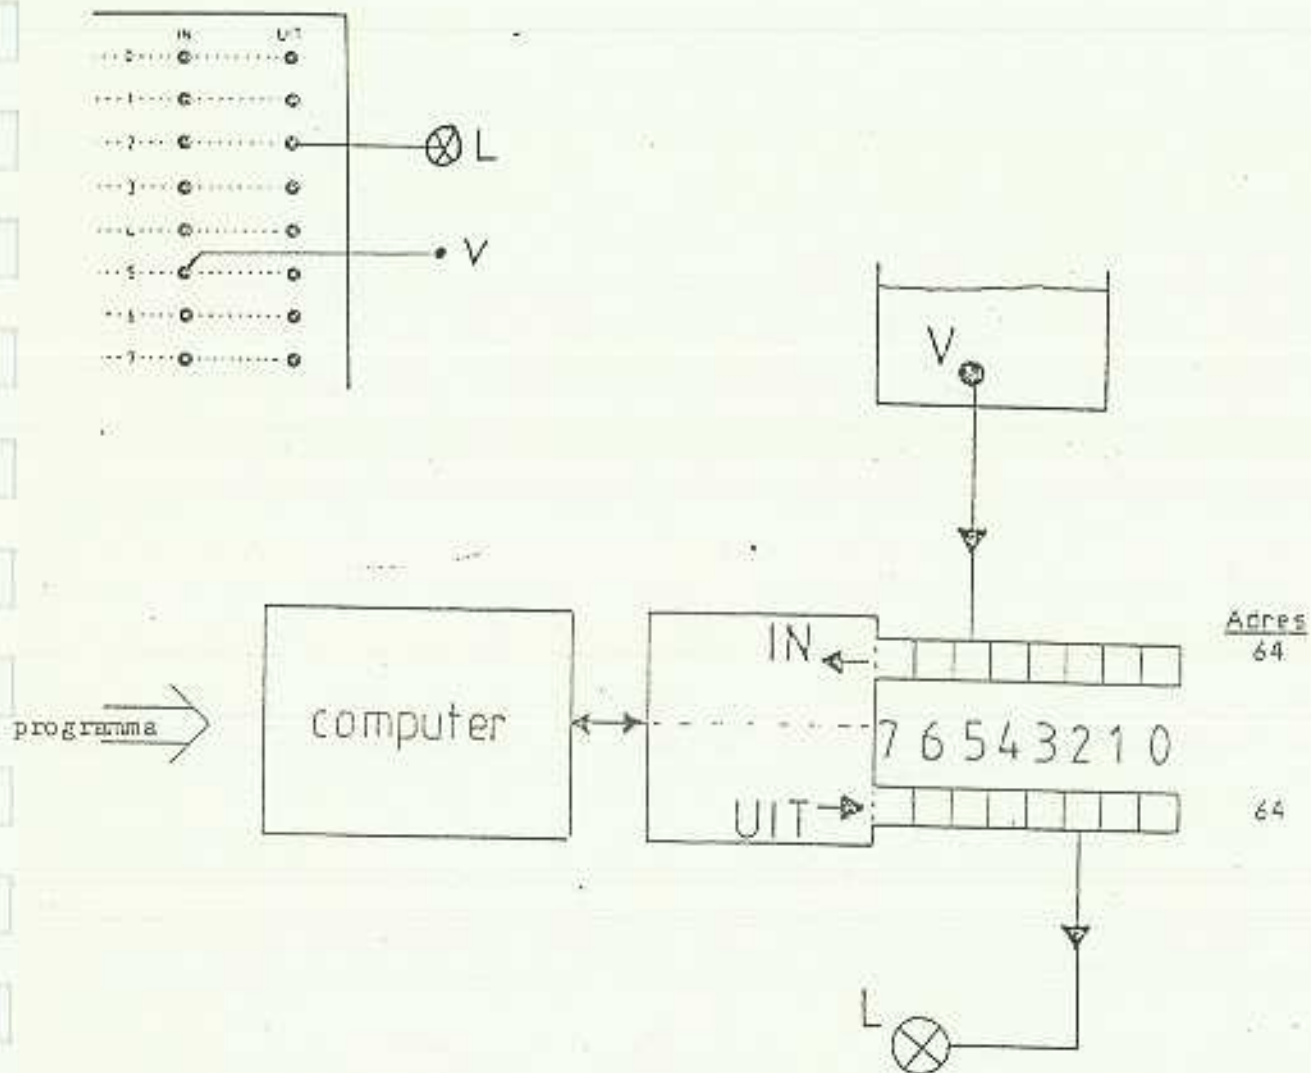 IN UIT
0
1
2 L
3
4
5 V
6
7
V
IN Adres
64
programma computer
7 6 5 4 3 2 1 0
UIT 64
L